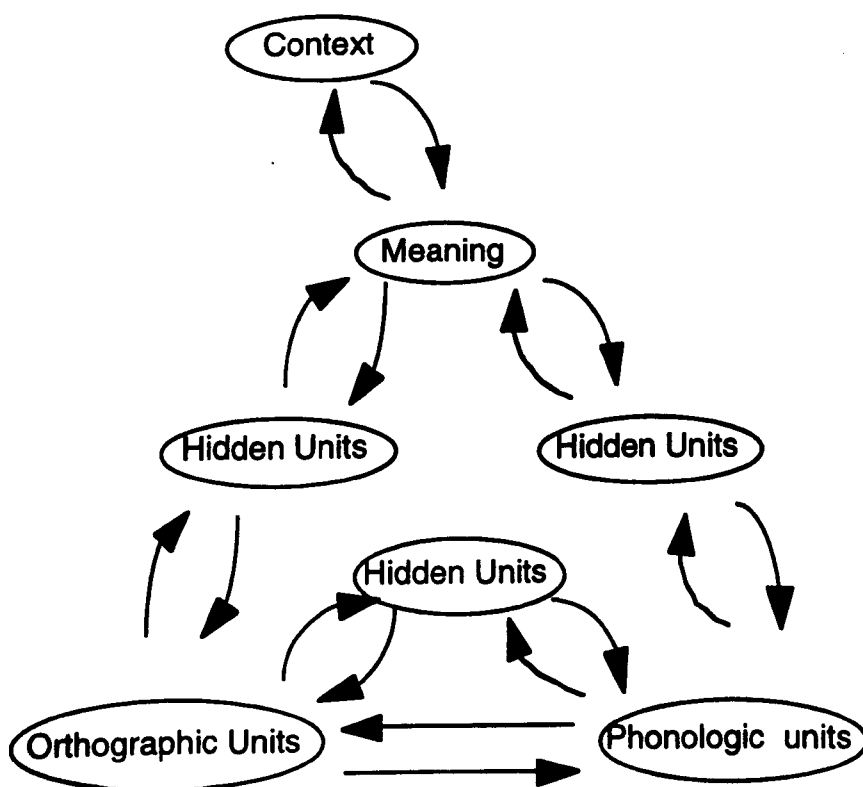 Context
Meaning
Hidden Units
Hidden Units
Hidden Units
Orthographic Units
Phonologic units